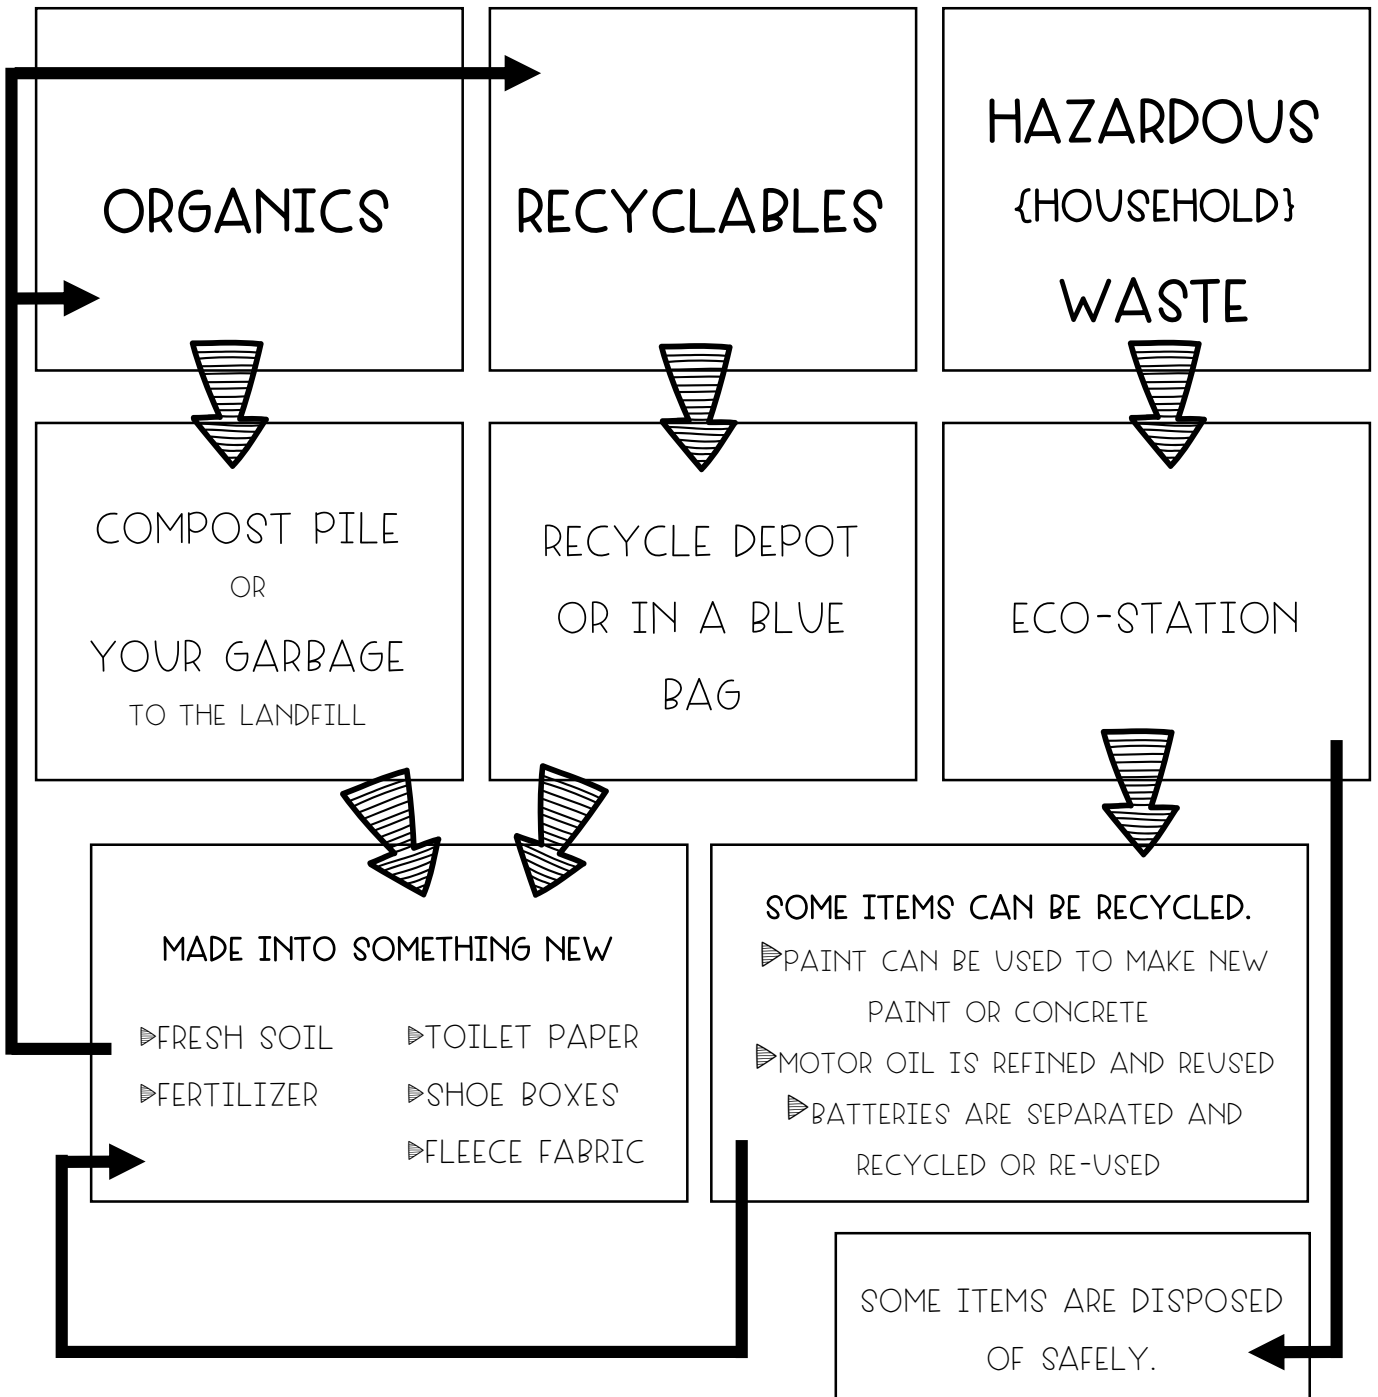 ORGANICS
RECYCLABLES
HAZARDOUS
{HOUSEHOLD}
WASTE
COMPOST PILE
OR
YOUR GARBAGE
TO THE LANDFILL
RECYCLE DEPOT
OR IN A BLUE
BAG
ECO-STATION
MADE INTO SOMETHING NEW
FRESH SOIL
FERTILIZER
TOILET PAPER
SHOE BOXES
FLEECE FABRIC
SOME ITEMS CAN BE RECYCLED.
PAINT CAN BE USED TO MAKE NEW
PAINT OR CONCRETE
MOTOR OIL IS REFINED AND REUSED
BATTERIES ARE SEPARATED AND
RECYCLED OR RE-USED
SOME ITEMS ARE DISPOSED
OF SAFELY.